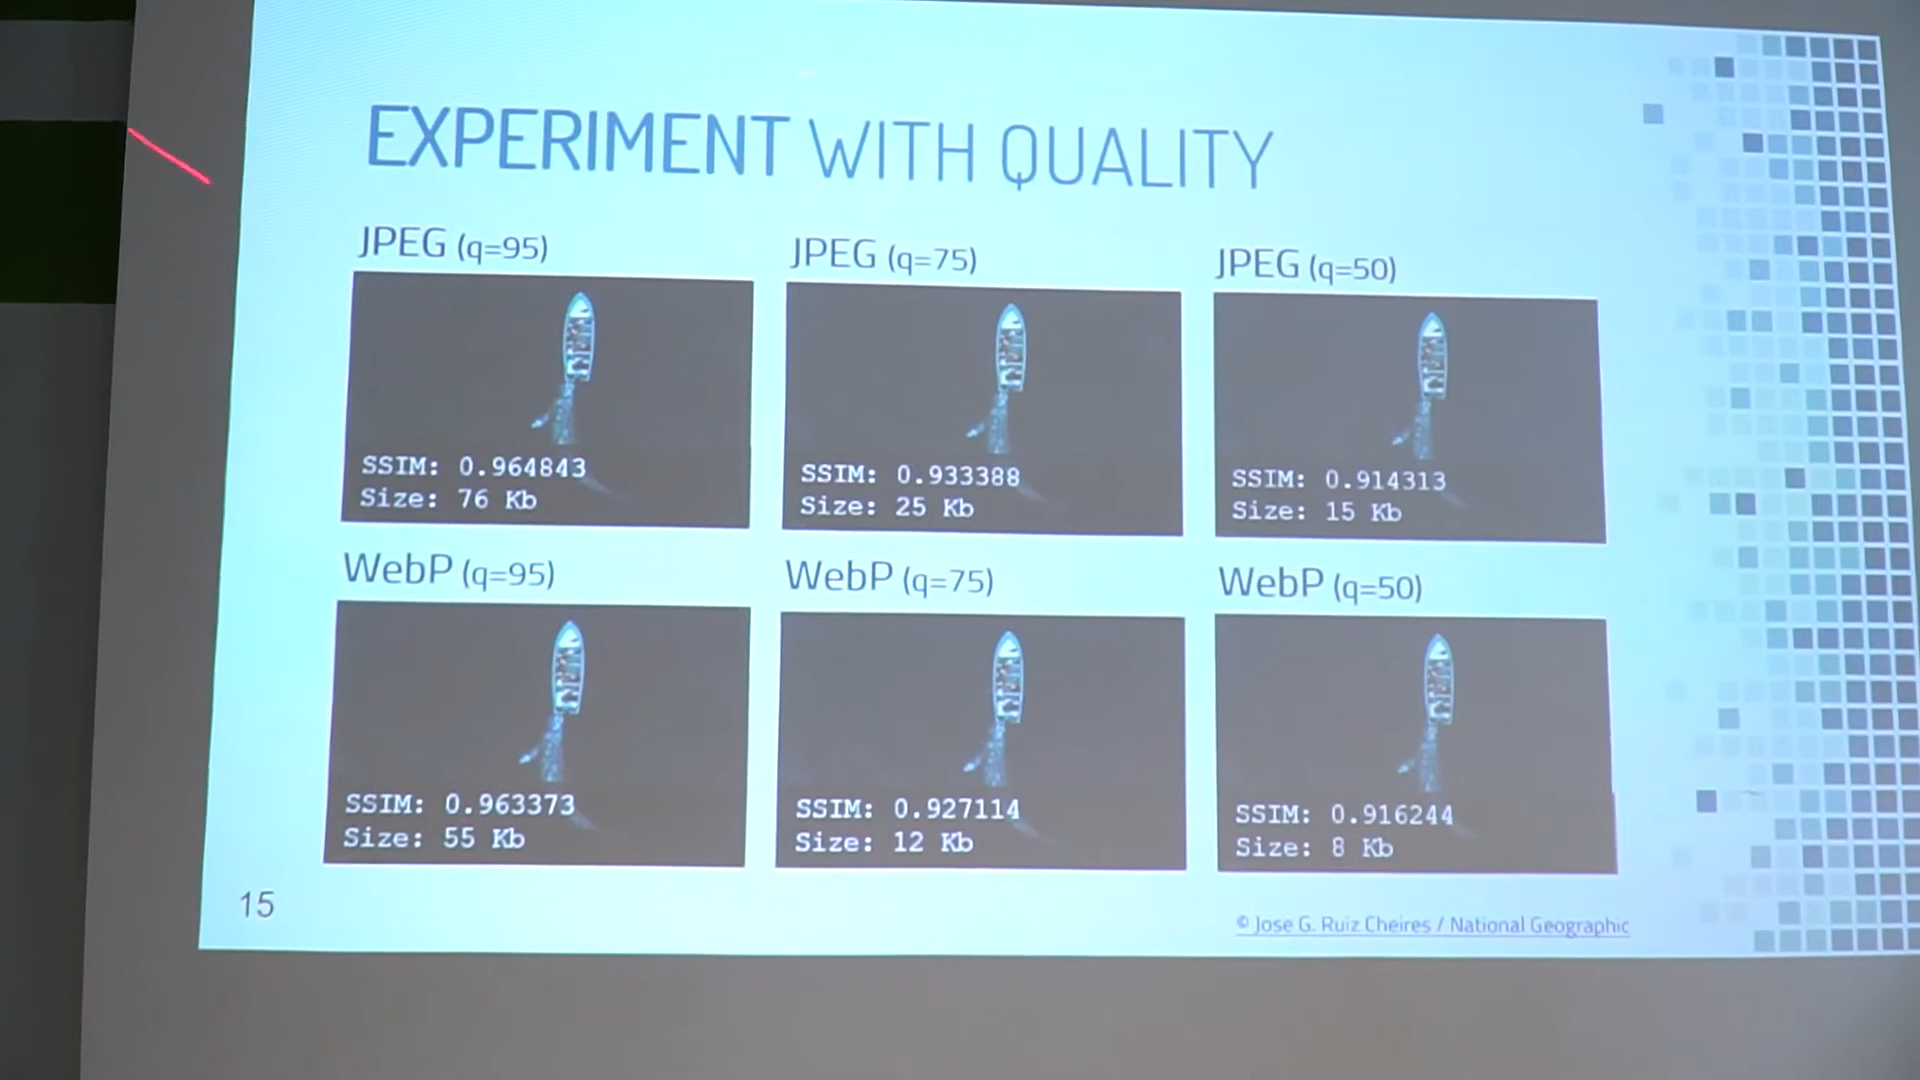 EXPERIMENT WITH QUALITY
JPEG (q=95)
JPEG (q=75)
JPEG (q=50)
SSIM: 0.964843
Size: 76 Kb
SSIM: 0.933388
Size: 25 Kb
SSIM: 0.914313
Size: 15 Kb
WebP (q=95)
WebP (q=75)
WebP (q=50)
SSIM: 0.963373
Size: 55 Kb
SSIM: 0.927114
Size: 12 Kb
SSIM: 0.916244
Size: 8 Kb
15
© Jose G. Ruiz Cheires / National Geographic